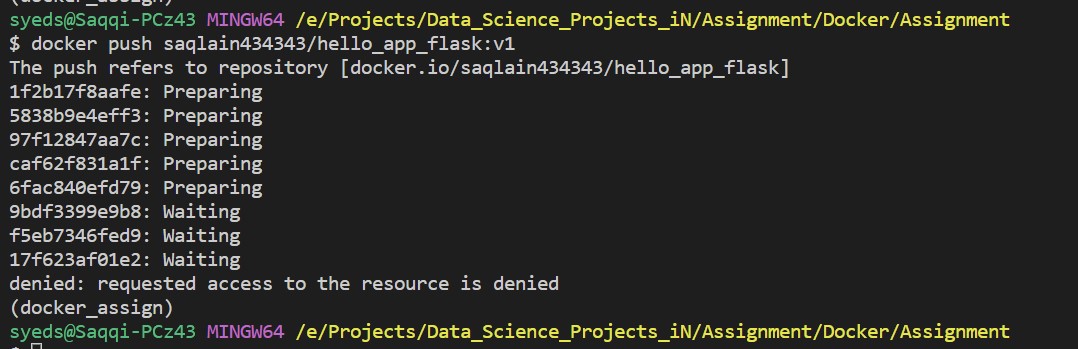 (docker_assign)
syeds@Saqqi-PCz43 MINGW64 /e/Projects/Data_Science_Projects_iN/Assignment/Docker/Assignment
$ docker push saqlain434343/hello_app_flask:v1
The push refers to repository [docker.io/saqlain434343/hello_app_flask]
1f2b17f8aafe: Preparing
5838b9e4eff3: Preparing
97f12847aa7c: Preparing
caf62f831a1f: Preparing
6fac840efd79: Preparing
9bdf3399e9b8: Waiting
f5eb7346fed9: Waiting
17f623af01e2: Waiting
denied: requested access to the resource is denied
(docker_assign)
syeds@Saqqi-PCz43 MINGW64 /e/Projects/Data_Science_Projects_iN/Assignment/Docker/Assignment
$